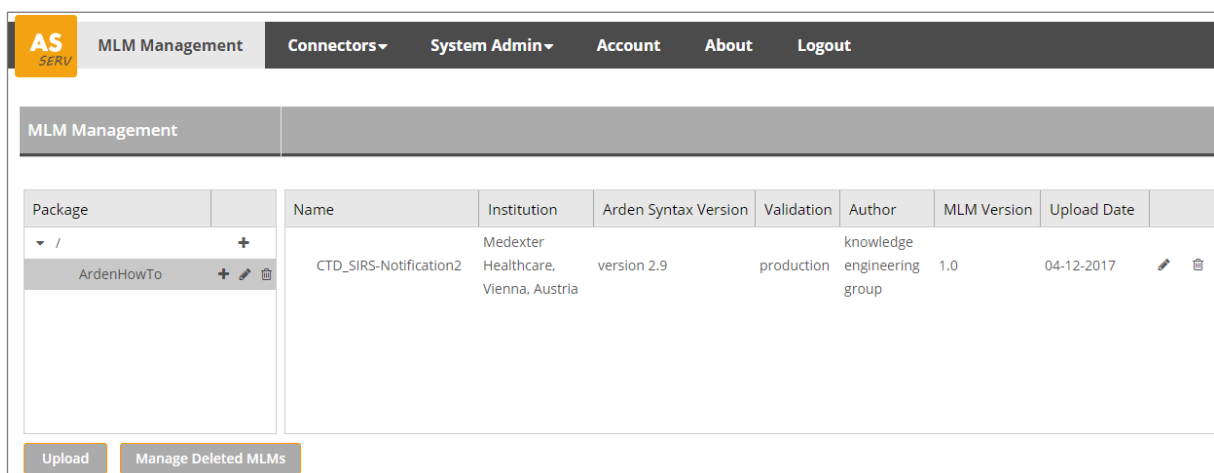 AS
SERV
MLM Management Connectors System Admin Account About Logout
MLM Management
Package
/
ArdenHowTo
Name Institution Arden Syntax Version Validation Author MLM Version Upload Date
CTD_SIRS-Notification2 Medexter Healthcare, Vienna, Austria version 2.9 production knowledge engineering group 1.0 04-12-2017
Upload Manage Deleted MLMs